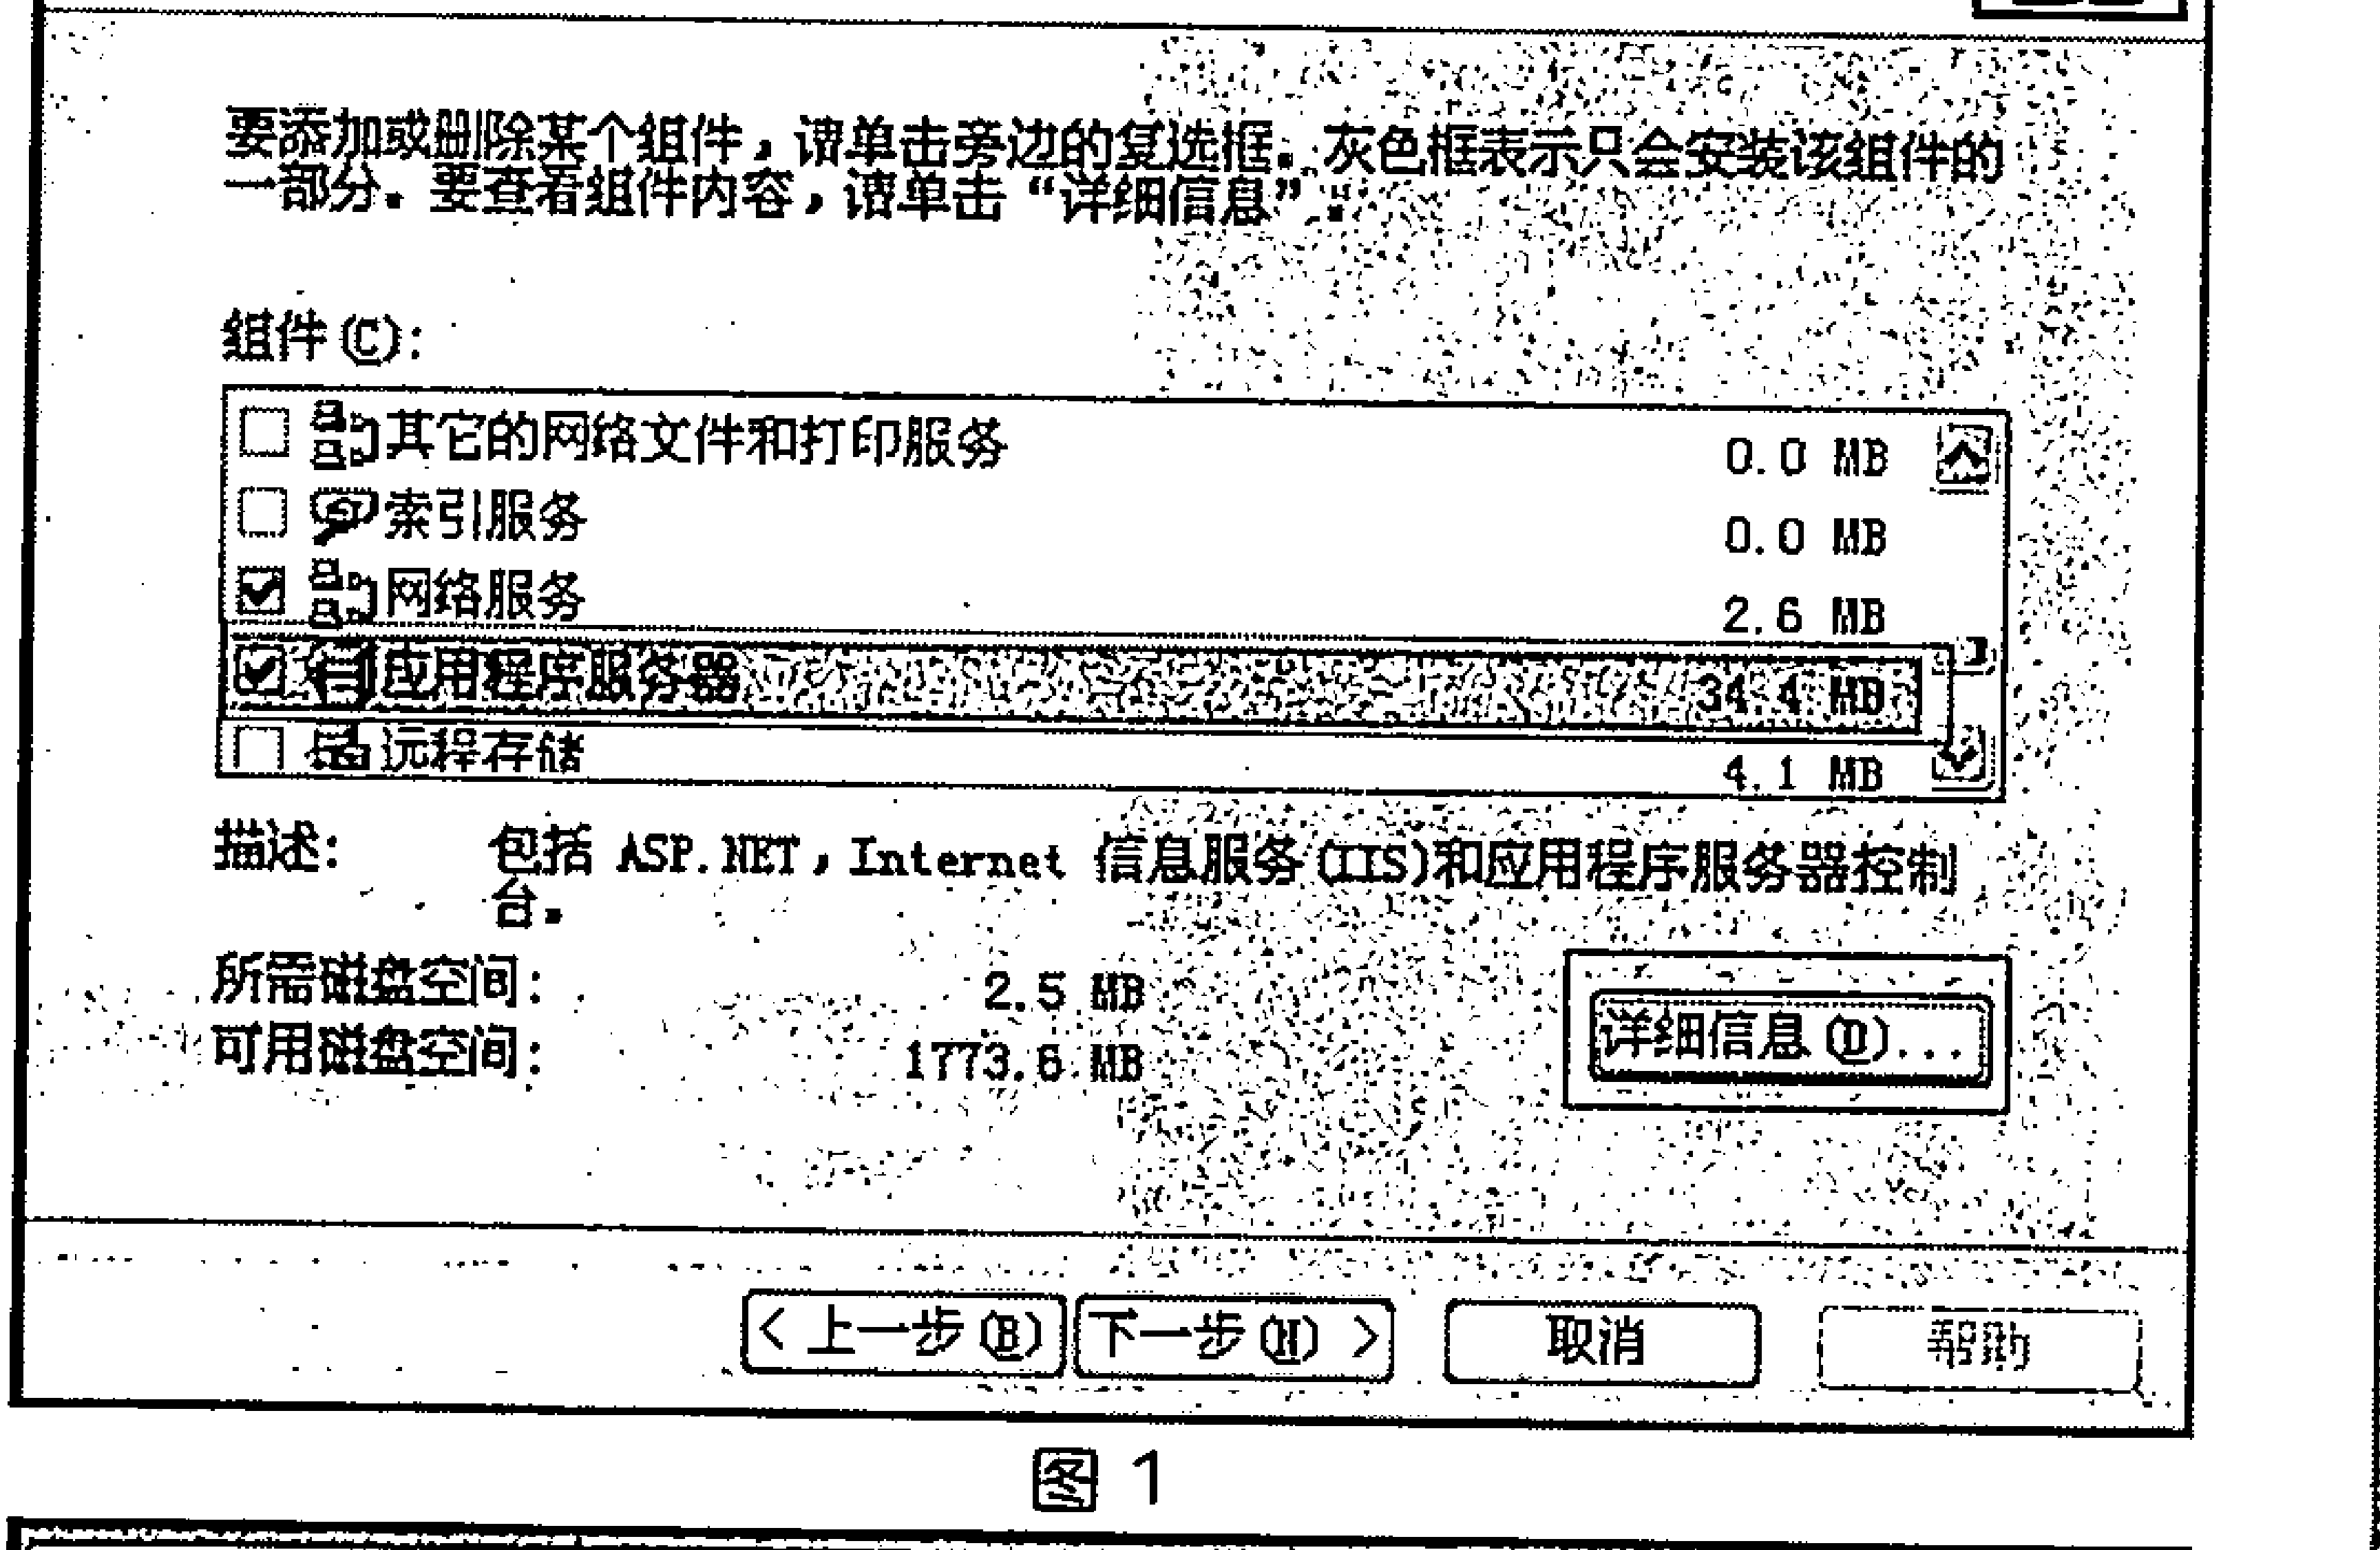 要添加或删除某个组件，请单击旁边的复选框。灰色框表示只会安装该组件的
一部分。要查看组件内容，请单击“详细信息”。
组件(C):
其它的网络文件和打印服务 0.0 MB
索引服务 0.0 MB
网络服务 2.6 MB
应用程序服务器 34.4 MB
远程存储 4.1 MB
描述: 包括 ASP.NET，Internet 信息服务(IIS)和应用程序服务器控制
台。
所需磁盘空间: 2.5 MB
可用磁盘空间: 1773.6 MB
详细信息(D)...
< 上一步(B) 下一步(N) > 取消 帮助
图 1